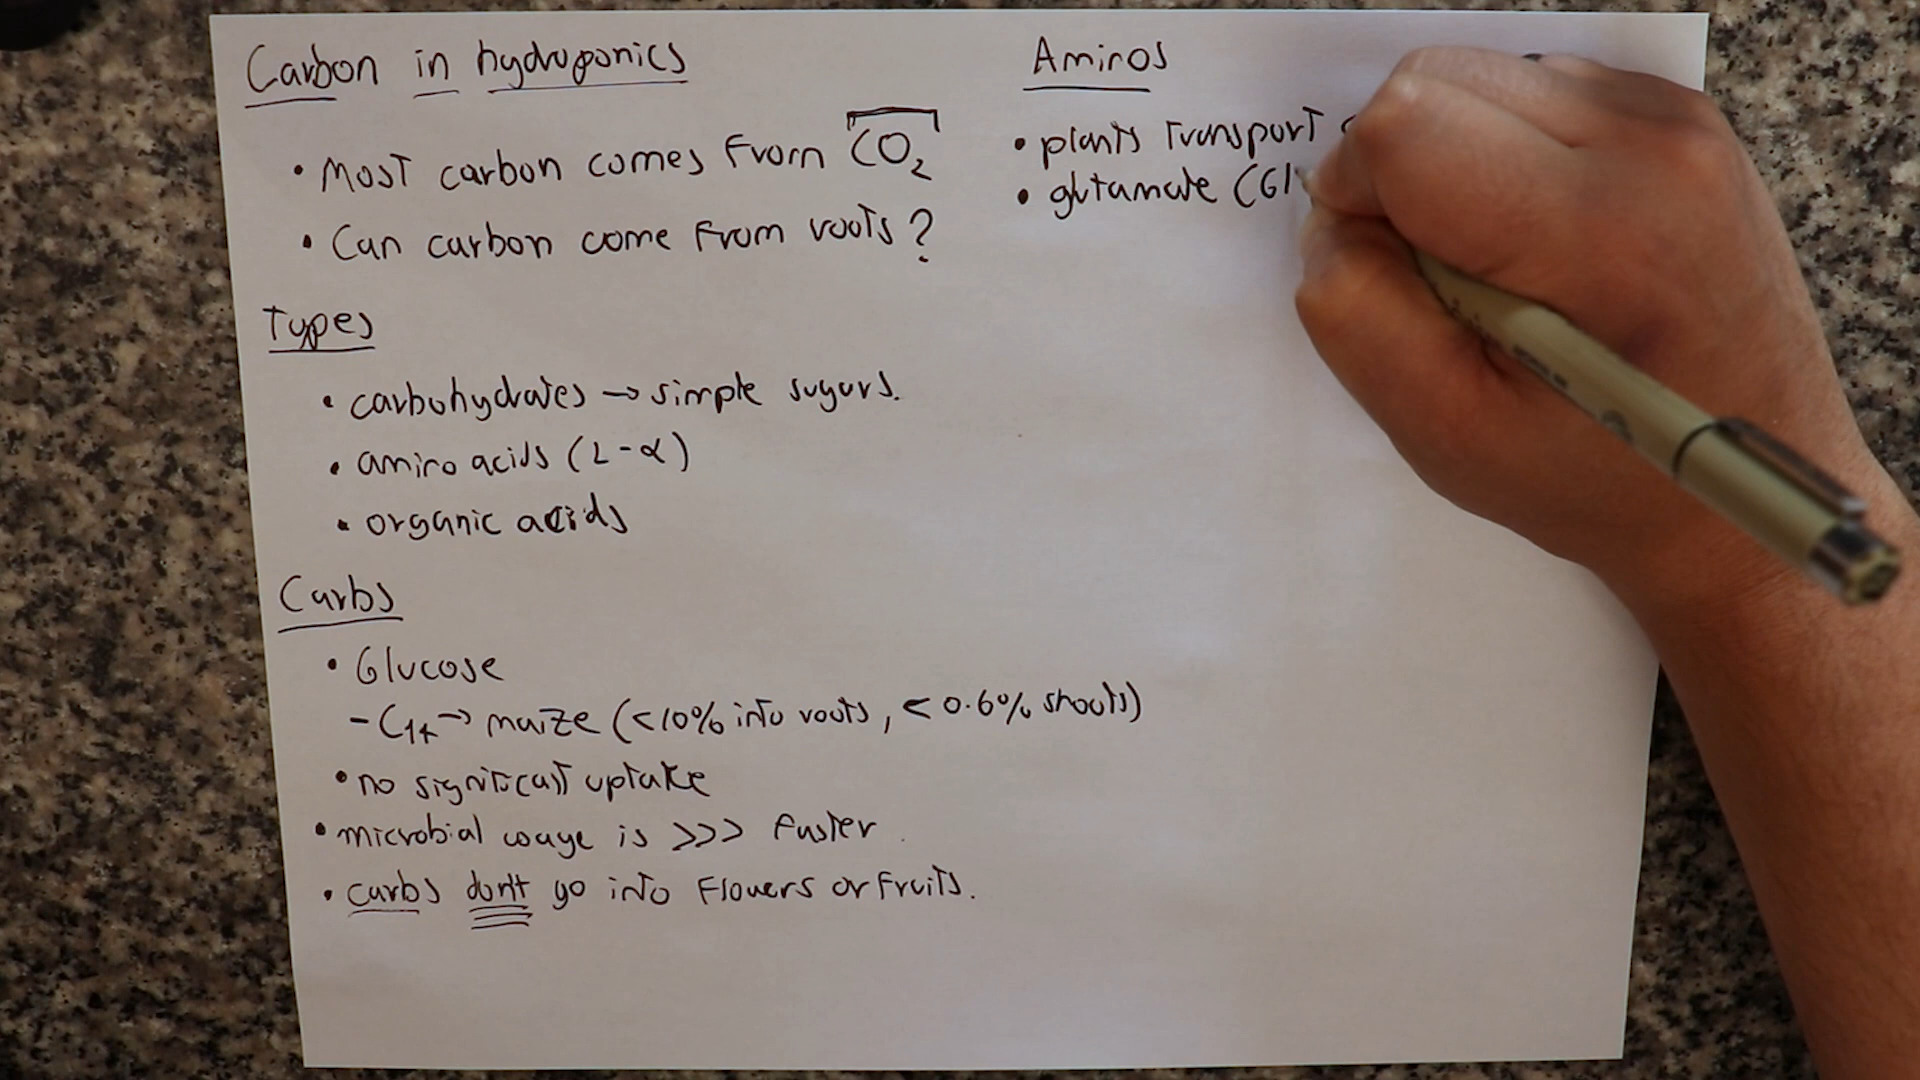 Carbon in hydroponics
• Most carbon comes from CO₂
• Can carbon come from roots?
Types
• carbohydrates → simple sugars.
• amino acids (L-α)
• organic acids
Carbs
• Glucose
- C14 → maize (<10% into roots, <0.6% shoots)
• no significant uptake
• microbial usage is >>> faster
• carbs don't go into flowers or fruits.
Aminos
• plants transport
• glutamate (Gl